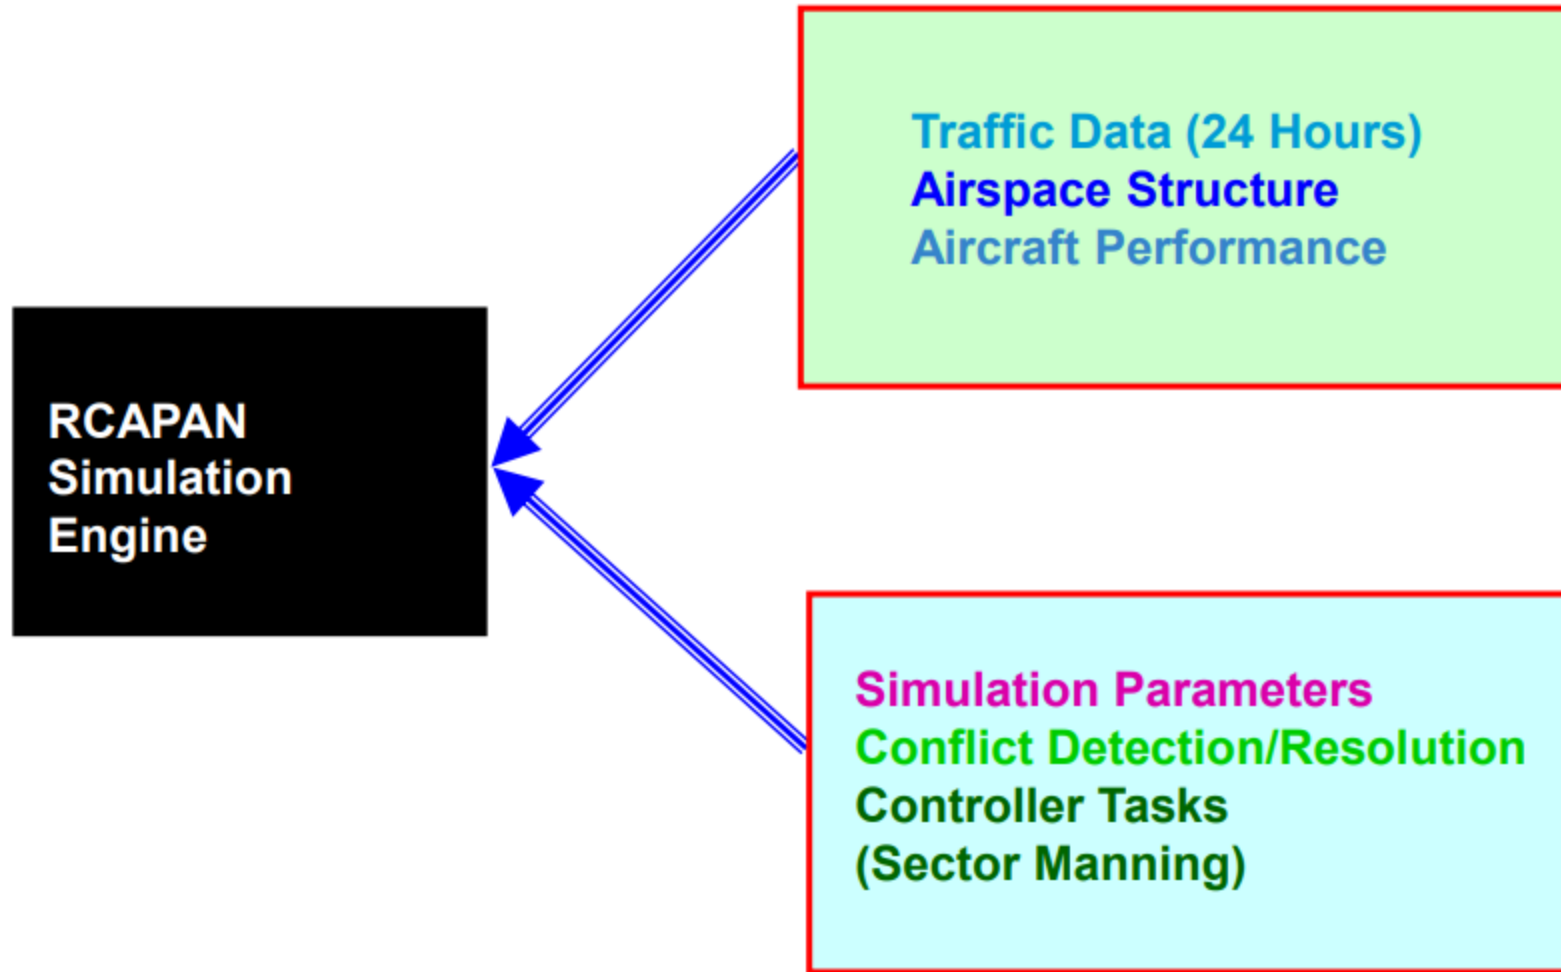 Traffic Data (24 Hours)
Airspace Structure
Aircraft Performance
RCAPAN
Simulation
Engine
Simulation Parameters
Conflict Detection/Resolution
Controller Tasks
(Sector Manning)